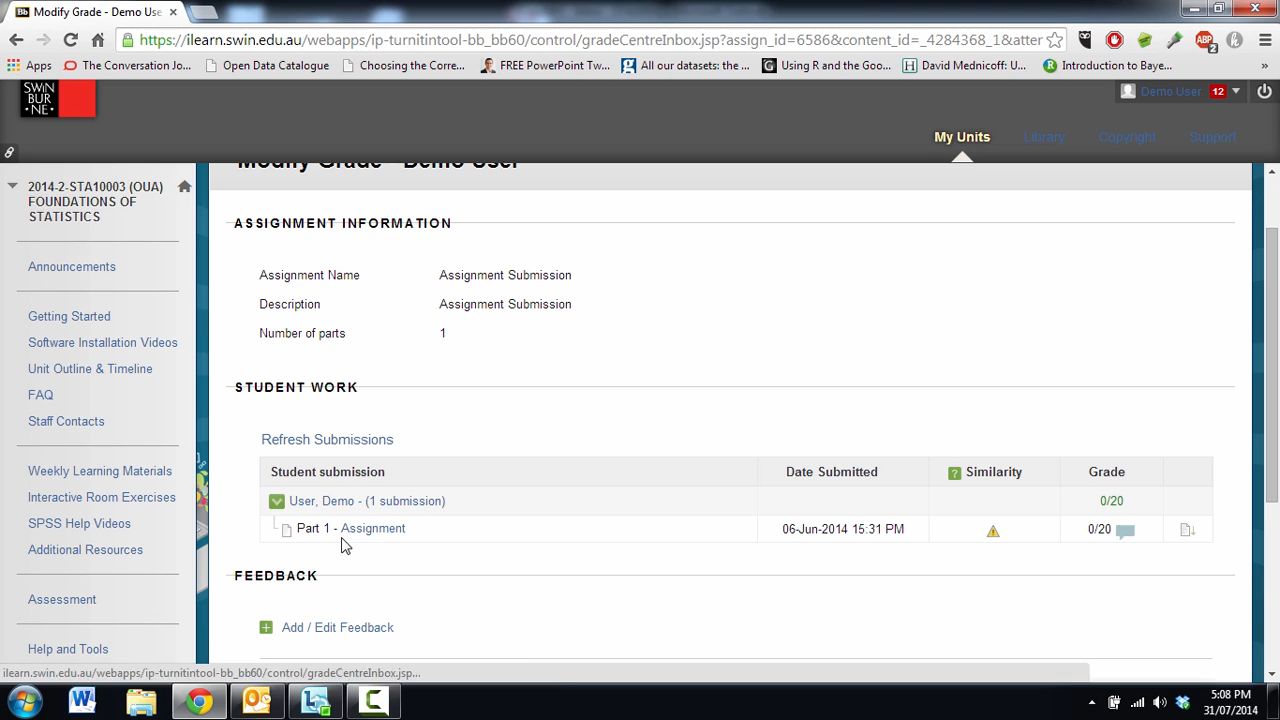 Bb
Modify Grade - Demo Use
https://ilearn.swin.edu.au/webapps/ip-turnitintool-bb_bb60/control/gradeCentreInbox.jsp?assign_id=6586&content_id=_4284368_1&atter
ABP
2
Apps The Conversation Jo... Open Data Catalogue Choosing the Corre... FREE PowerPoint Tw... All our datasets: the ... Using R and the Goo... David Mednicoff: U... Introduction to Baye... »
SWIN
BUR
NE
Demo User 12
My Units Library Copyright Support
Modify Grade - Demo User
2014-2-STA10003 (OUA)
FOUNDATIONS OF
STATISTICS
Announcements
Getting Started
Software Installation Videos
Unit Outline & Timeline
FAQ
Staff Contacts
Weekly Learning Materials
Interactive Room Exercises
SPSS Help Videos
Additional Resources
Assessment
Help and Tools
ASSIGNMENT INFORMATION
Assignment Name Assignment Submission
Description Assignment Submission
Number of parts 1
STUDENT WORK
Refresh Submissions
Student submission Date Submitted ? Similarity Grade
User, Demo - (1 submission) 0/20
Part 1 - Assignment 06-Jun-2014 15:31 PM 0/20
FEEDBACK
Add / Edit Feedback
ilearn.swin.edu.au/webapps/ip-turnitintool-bb_bb60/control/gradeCentreInbox.jsp...
5:08 PM
31/07/2014